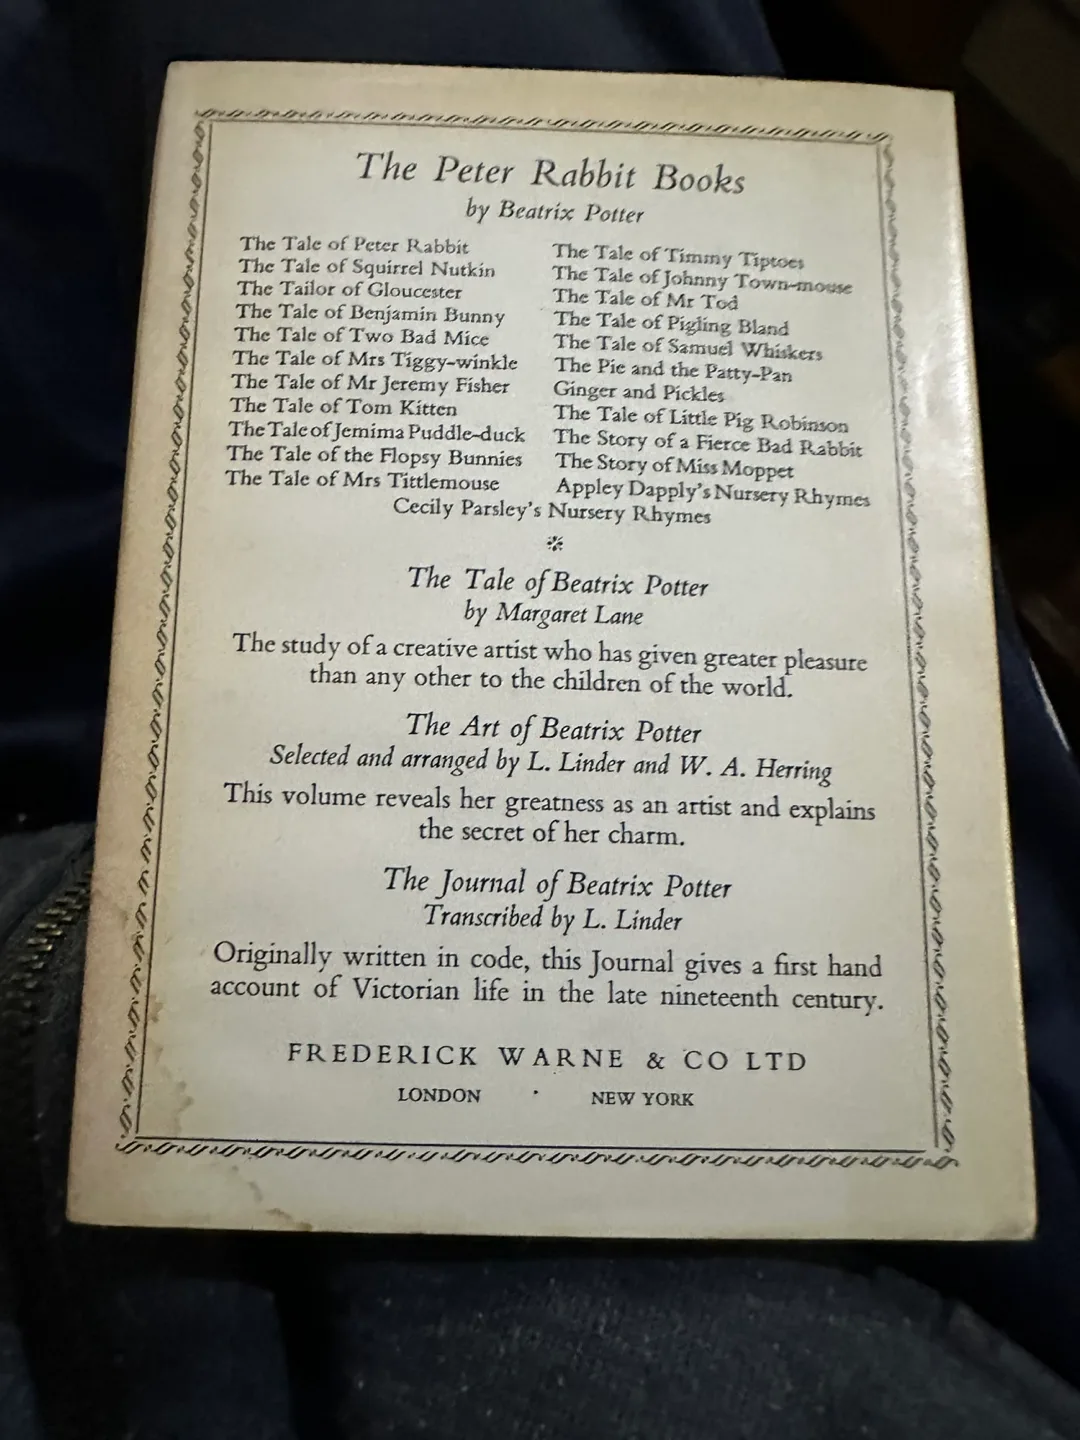 The Peter Rabbit Books
by Beatrix Potter
The Tale of Peter Rabbit
The Tale of Squirrel Nutkin
The Tailor of Gloucester
The Tale of Benjamin Bunny
The Tale of Two Bad Mice
The Tale of Mrs Tiggy-winkle
The Tale of Mr Jeremy Fisher
The Tale of Tom Kitten
The Tale of Jemima Puddle-duck
The Tale of the Flopsy Bunnies
The Tale of Mrs Tittlemouse
The Tale of Timmy Tiptoes
The Tale of Johnny Town-mouse
The Tale of Mr Tod
The Tale of Pigling Bland
The Tale of Samuel Whiskers
The Pie and the Patty-Pan
Ginger and Pickles
The Tale of Little Pig Robinson
The Story of a Fierce Bad Rabbit
The Story of Miss Moppet
Appley Dapply's Nursery Rhymes
Cecily Parsley's Nursery Rhymes
The Tale of Beatrix Potter
by Margaret Lane
The study of a creative artist who has given greater pleasure
than any other to the children of the world.
The Art of Beatrix Potter
Selected and arranged by L. Linder and W. A. Herring
This volume reveals her greatness as an artist and explains
the secret of her charm.
The Journal of Beatrix Potter
Transcribed by L. Linder
Originally written in code, this Journal gives a first hand
account of Victorian life in the late nineteenth century.
FREDERICK WARNE & CO LTD
LONDON · NEW YORK